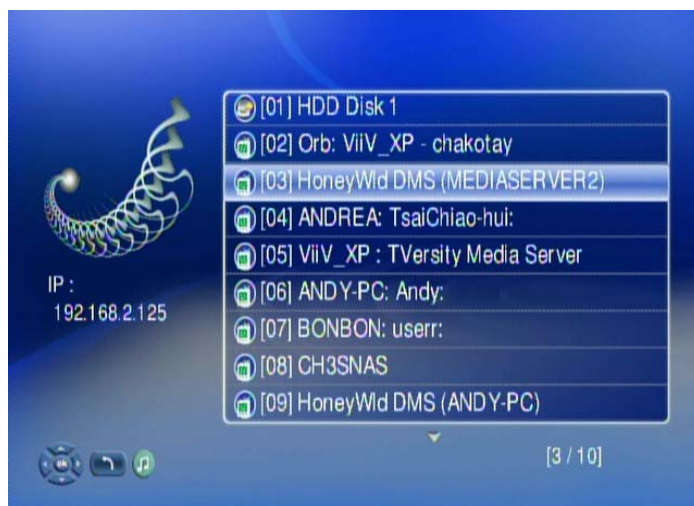 [01] HDD Disk 1
[02] Orb: ViiV_XP - chakotay
[03] HoneyWld DMS (MEDIASERVER2)
[04] ANDREA: TsaiChiao-hui:
[05] ViiV_XP : TVersity Media Server
[06] ANDY-PC: Andy:
[07] BONBON: userr:
[08] CH3SNAS
[09] HoneyWld DMS (ANDY-PC)
IP :
192.168.2.125
ok
[3 / 10]